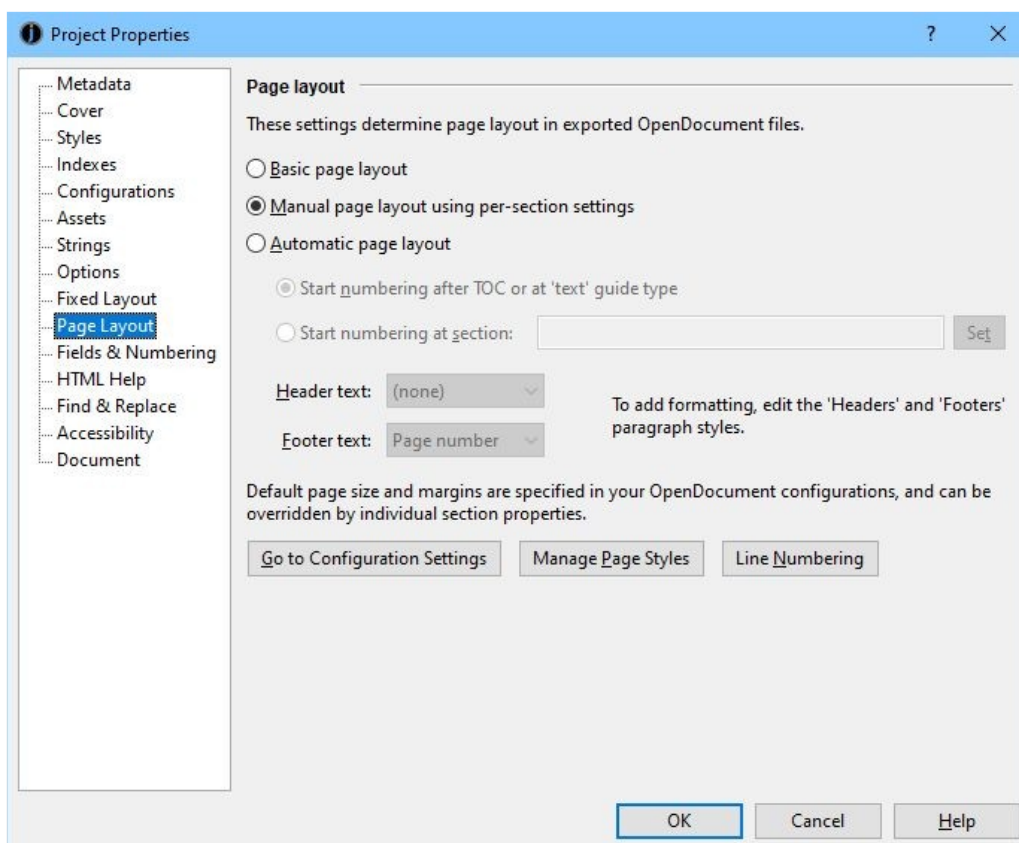 Project Properties
?
Metadata
Cover
Styles
Indexes
Configurations
Assets
Strings
Options
Fixed Layout
Page Layout
Fields & Numbering
HTML Help
Find & Replace
Accessibility
Document
Page layout
These settings determine page layout in exported OpenDocument files.
Basic page layout
Manual page layout using per-section settings
Automatic page layout
Start numbering after TOC or at 'text' guide type
Start numbering at section:
Set
Header text: (none)
Footer text: Page number
To add formatting, edit the 'Headers' and 'Footers'
paragraph styles.
Default page size and margins are specified in your OpenDocument configurations, and can be
overridden by individual section properties.
Go to Configuration Settings
Manage Page Styles
Line Numbering
OK
Cancel
Help